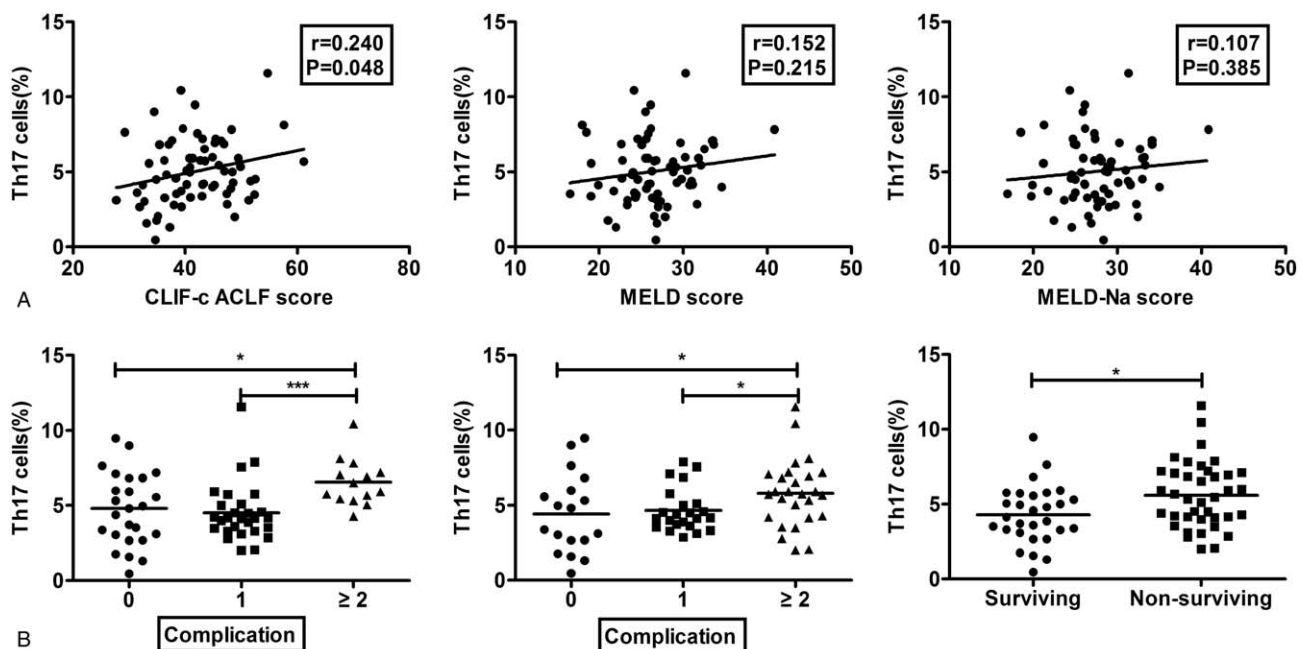 15
10
5
0
Th17 cells(%)
r=0.240
P=0.048
20
40
60
80
A
CLIF-c ACLF score
15
10
5
0
Th17 cells(%)
r=0.152
P=0.215
10
20
30
40
50
MELD score
15
10
5
0
Th17 cells(%)
r=0.107
P=0.385
10
20
30
40
50
MELD-Na score
15
10
5
0
Th17 cells(%)
*
***
0
1
≥ 2
B
Complication
15
10
5
0
Th17 cells(%)
*
*
0
1
≥ 2
Complication
15
10
5
0
Th17 cells(%)
*
Surviving
Non-surviving